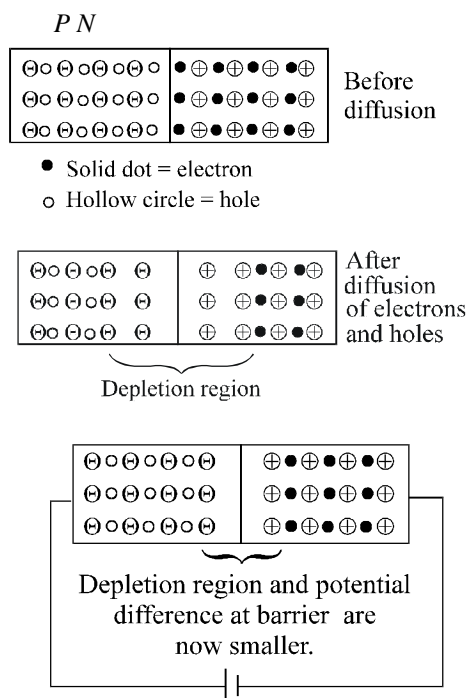 P N
Before
diffusion
Solid dot = electron
Hollow circle = hole
After
diffusion
of electrons
and holes
Depletion region
Depletion region and potential
difference at barrier are
now smaller.